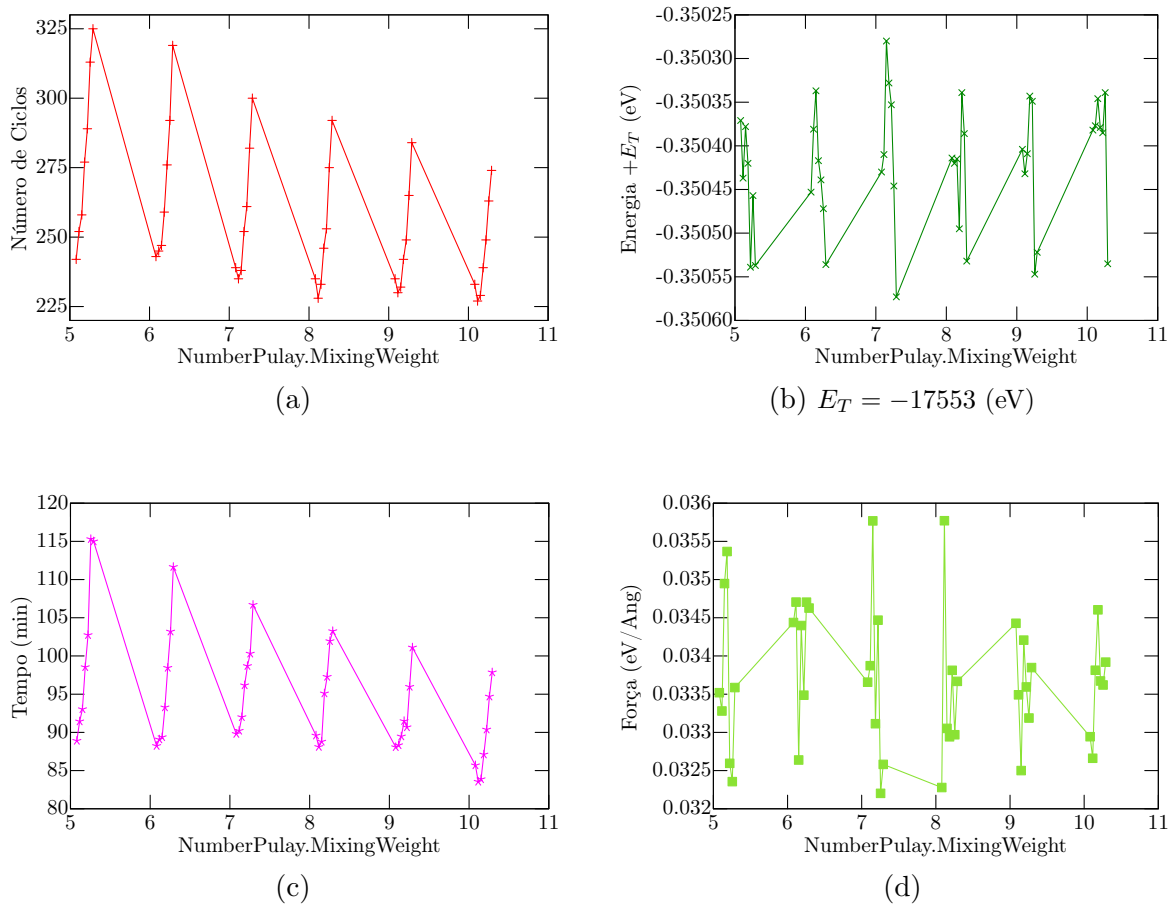 325
300
275
250
225
Número de Ciclos
5 6 7 8 9 10 11
NumberPulay.MixingWeight
(a)
-0.35025
-0.35030
-0.35035
-0.35040
-0.35045
-0.35050
-0.35055
-0.35060
Energia +E_T (eV)
5 6 7 8 9 10 11
NumberPulay.MixingWeight
(b) E_T = −17553 (eV)
120
115
110
105
100
95
90
85
80
Tempo (min)
5 6 7 8 9 10 11
NumberPulay.MixingWeight
(c)
0.036
0.0355
0.035
0.0345
0.034
0.0335
0.033
0.0325
0.032
Força (eV/Ang)
5 6 7 8 9 10 11
NumberPulay.MixingWeight
(d)